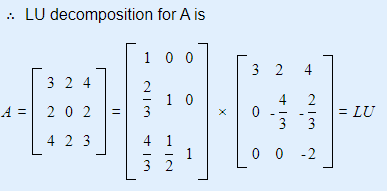 ∴ LU decomposition for A is
A = [3 2 4; 2 0 2; 4 2 3] = [1 0 0; 2/3 1 0; 4/3 1/2 1] × [3 2 4; 0 -4/3 -2/3; 0 0 -2] = LU